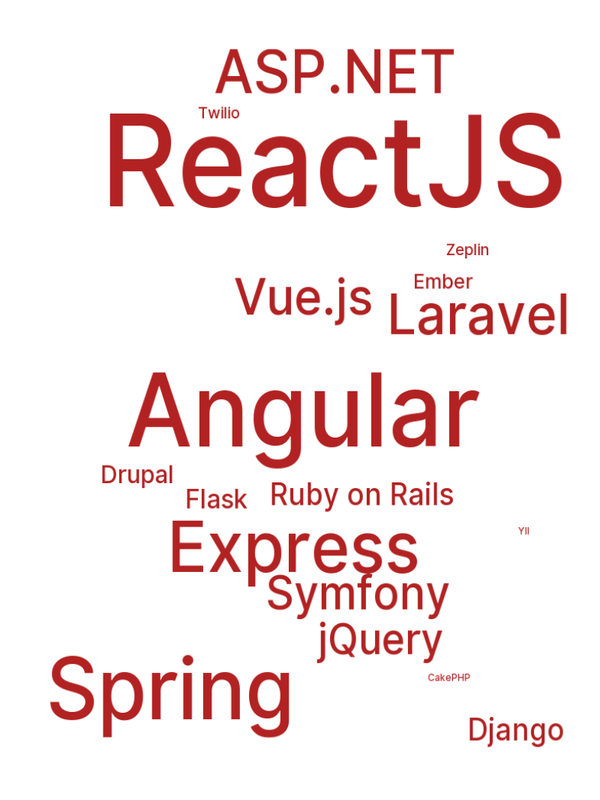 ASP.NET
Twilio
ReactJS
Zeplin
Ember
Vue.js
Laravel
Angular
Drupal
Flask
Ruby on Rails
YII
Express
Symfony
jQuery
CakePHP
Spring
Django